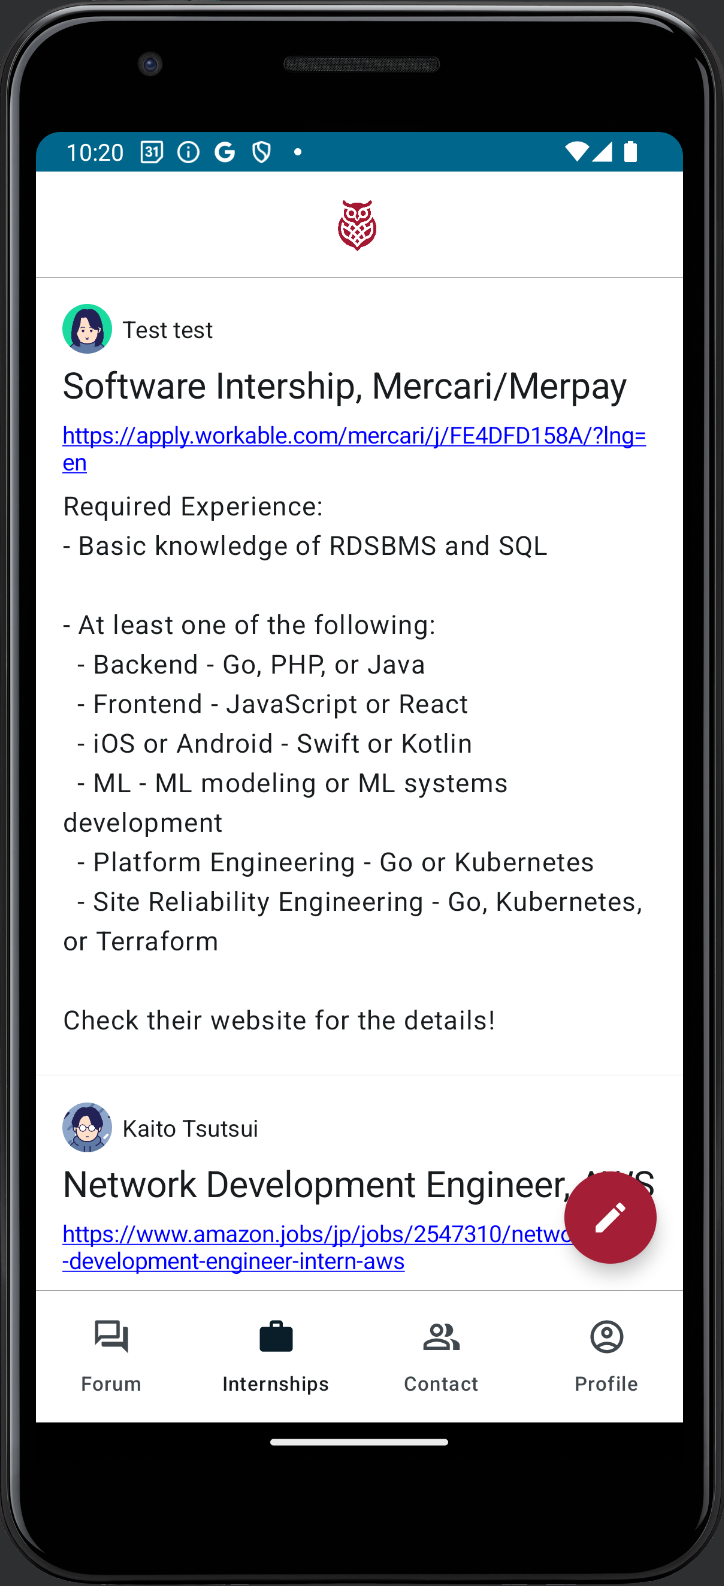 10:20
31
Test test
Software Intership, Mercari/Merpay
https://apply.workable.com/mercari/j/FE4DFD158A/?lng=
en
Required Experience:
- Basic knowledge of RDSBMS and SQL
- At least one of the following:
- Backend - Go, PHP, or Java
- Frontend - JavaScript or React
- iOS or Android - Swift or Kotlin
- ML - ML modeling or ML systems
development
- Platform Engineering - Go or Kubernetes
- Site Reliability Engineering - Go, Kubernetes,
or Terraform
Check their website for the details!
Kaito Tsutsui
Network Development Engineer,
https://www.amazon.jobs/jp/jobs/2547310/netwo
-development-engineer-intern-aws
Forum
Internships
Contact
Profile